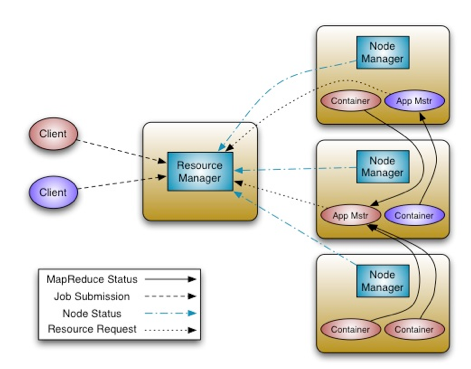 Node
Manager
Container
App Mstr
Client
Resource
Manager
Client
Node
Manager
App Mstr
Container
MapReduce Status
Job Submission
Node Status
Resource Request
Node
Manager
Container
Container